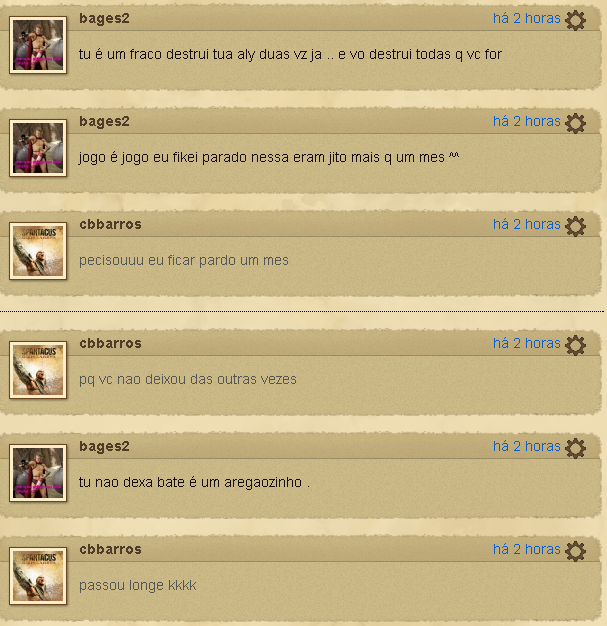 bages2 há 2 horas
tu é um fraco destrui tua aly duas vz ja .. e vo destrui todas q vc for
bages2 há 2 horas
jogo é jogo eu fikei parado nessa eram jito mais q um mes ^^
cbbarros há 2 horas
SPARTACUS
pecisouuu eu ficar pardo um mes
cbbarros há 2 horas
SPARTACUS
pq vc nao deixou das outras vezes
bages2 há 2 horas
tu nao dexa bate é um aregaozinho .
cbbarros há 2 horas
SPARTACUS
passou longe kkkk